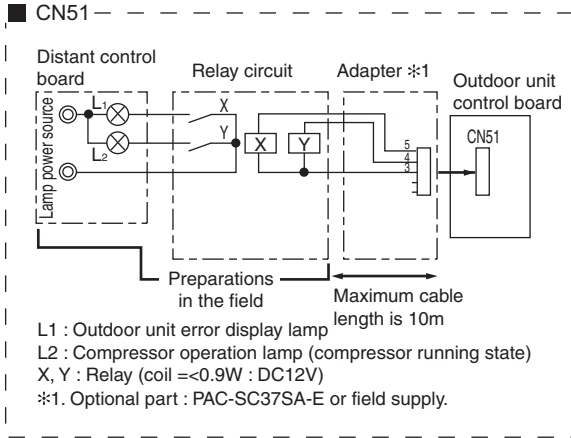 CN51
Distant control
board
Relay circuit
Adapter ✻1
Outdoor unit
control board
Lamp power source
L1
L2
X
Y
X
Y
5
4
3
CN51
Preparations
in the field
Maximum cable
length is 10m
L1 : Outdoor unit error display lamp
L2 : Compressor operation lamp (compressor running state)
X, Y : Relay (coil =<0.9W : DC12V)
✻1. Optional part : PAC-SC37SA-E or field supply.